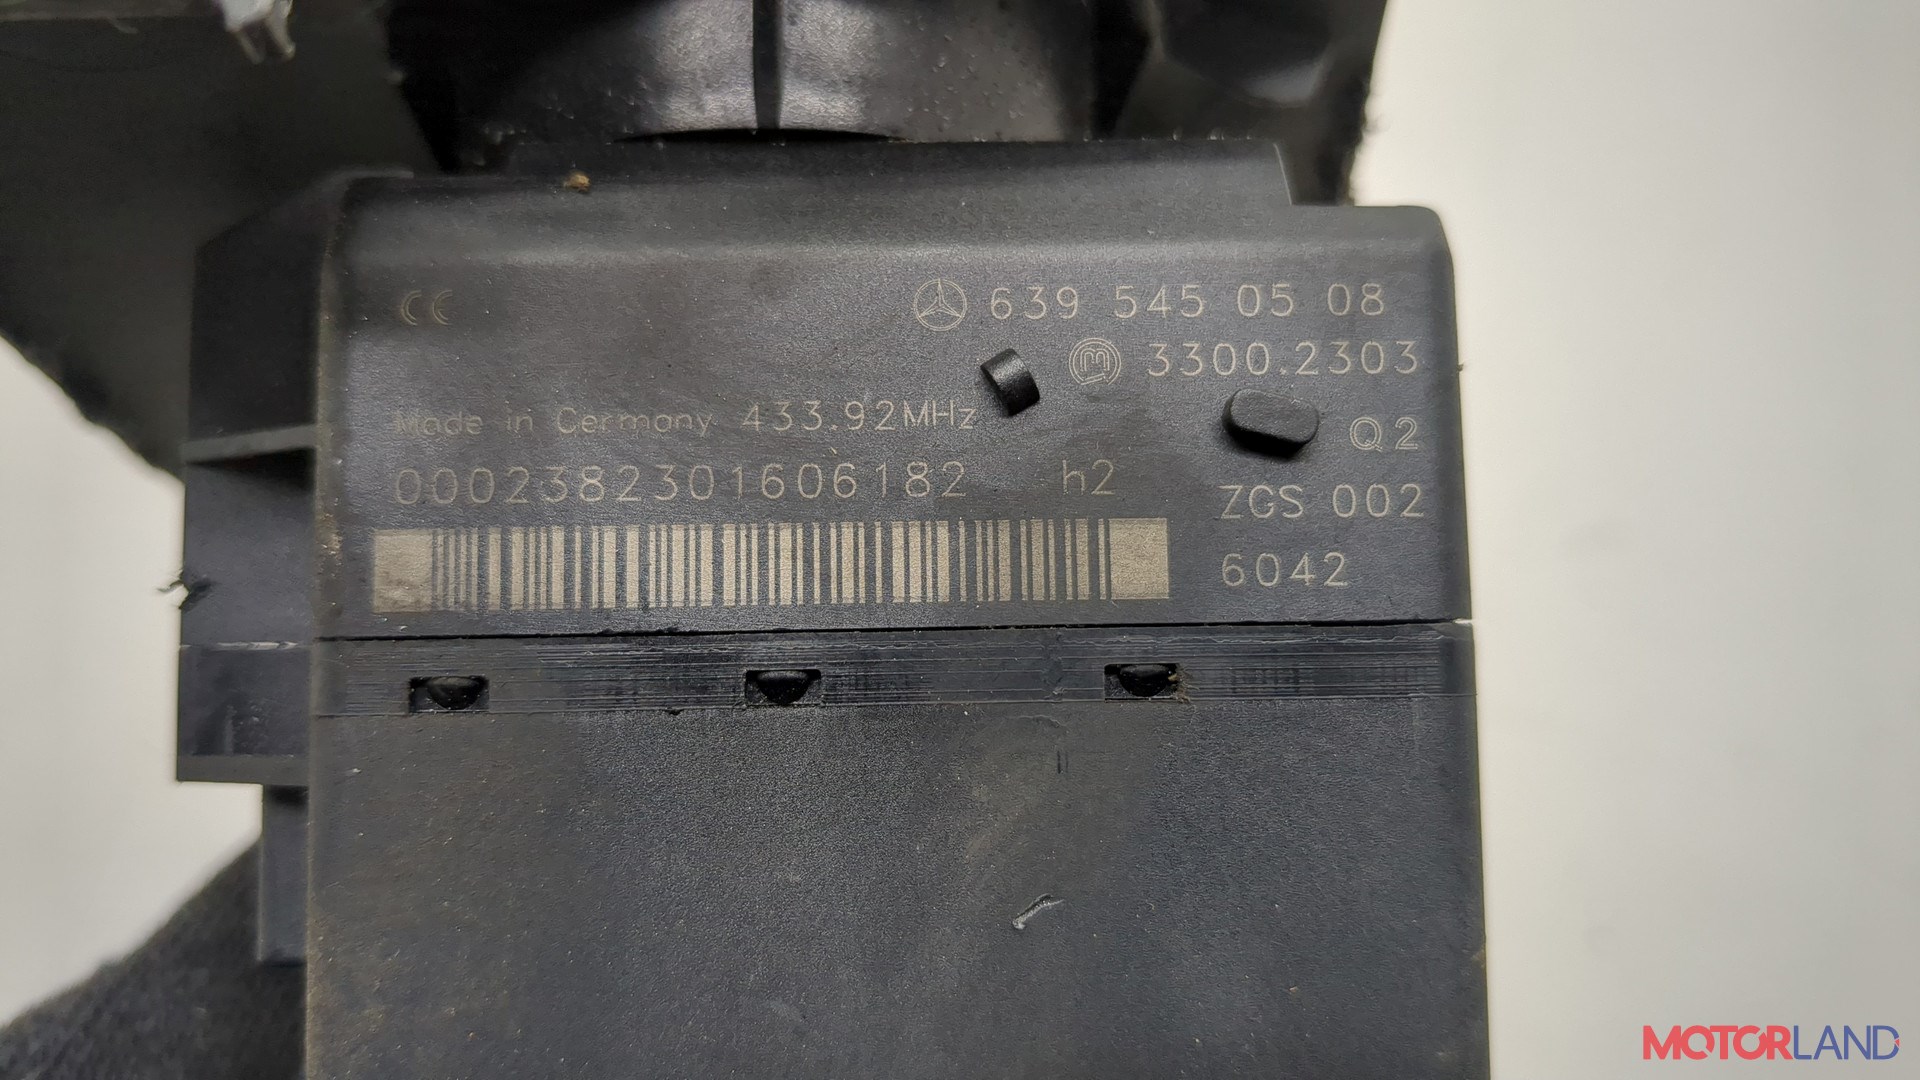 CE 639 545 05 08
M 3300.2303
Made in Germany 433.92MHz
Q2
0002382301606182 h2
ZGS 002
6042
MOTORLAND